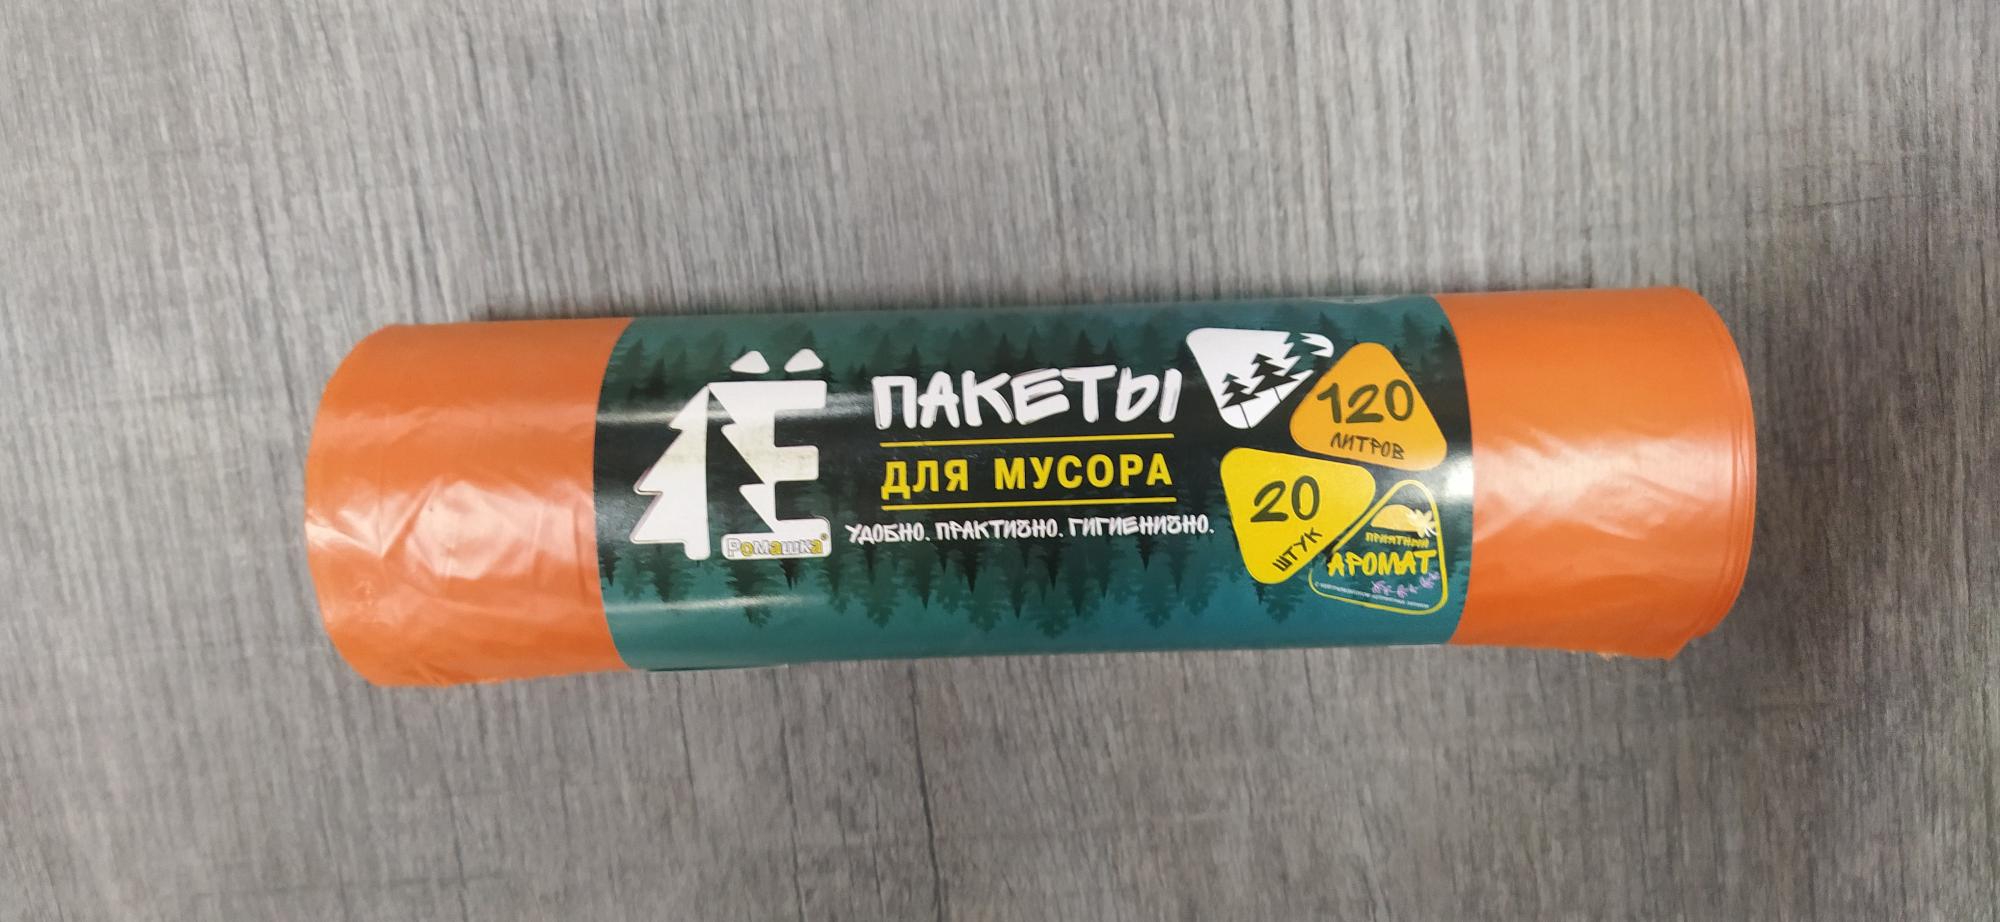 Ё
Ромашка®
ПАКЕТЫ
ДЛЯ МУСОРА
УДОБНО. ПРАКТИЧНО. ГИГИЕНИЧНО.
120
ЛИТРОВ
20
ШТУК
ПРИЯТНЫЙ
АРОМАТ